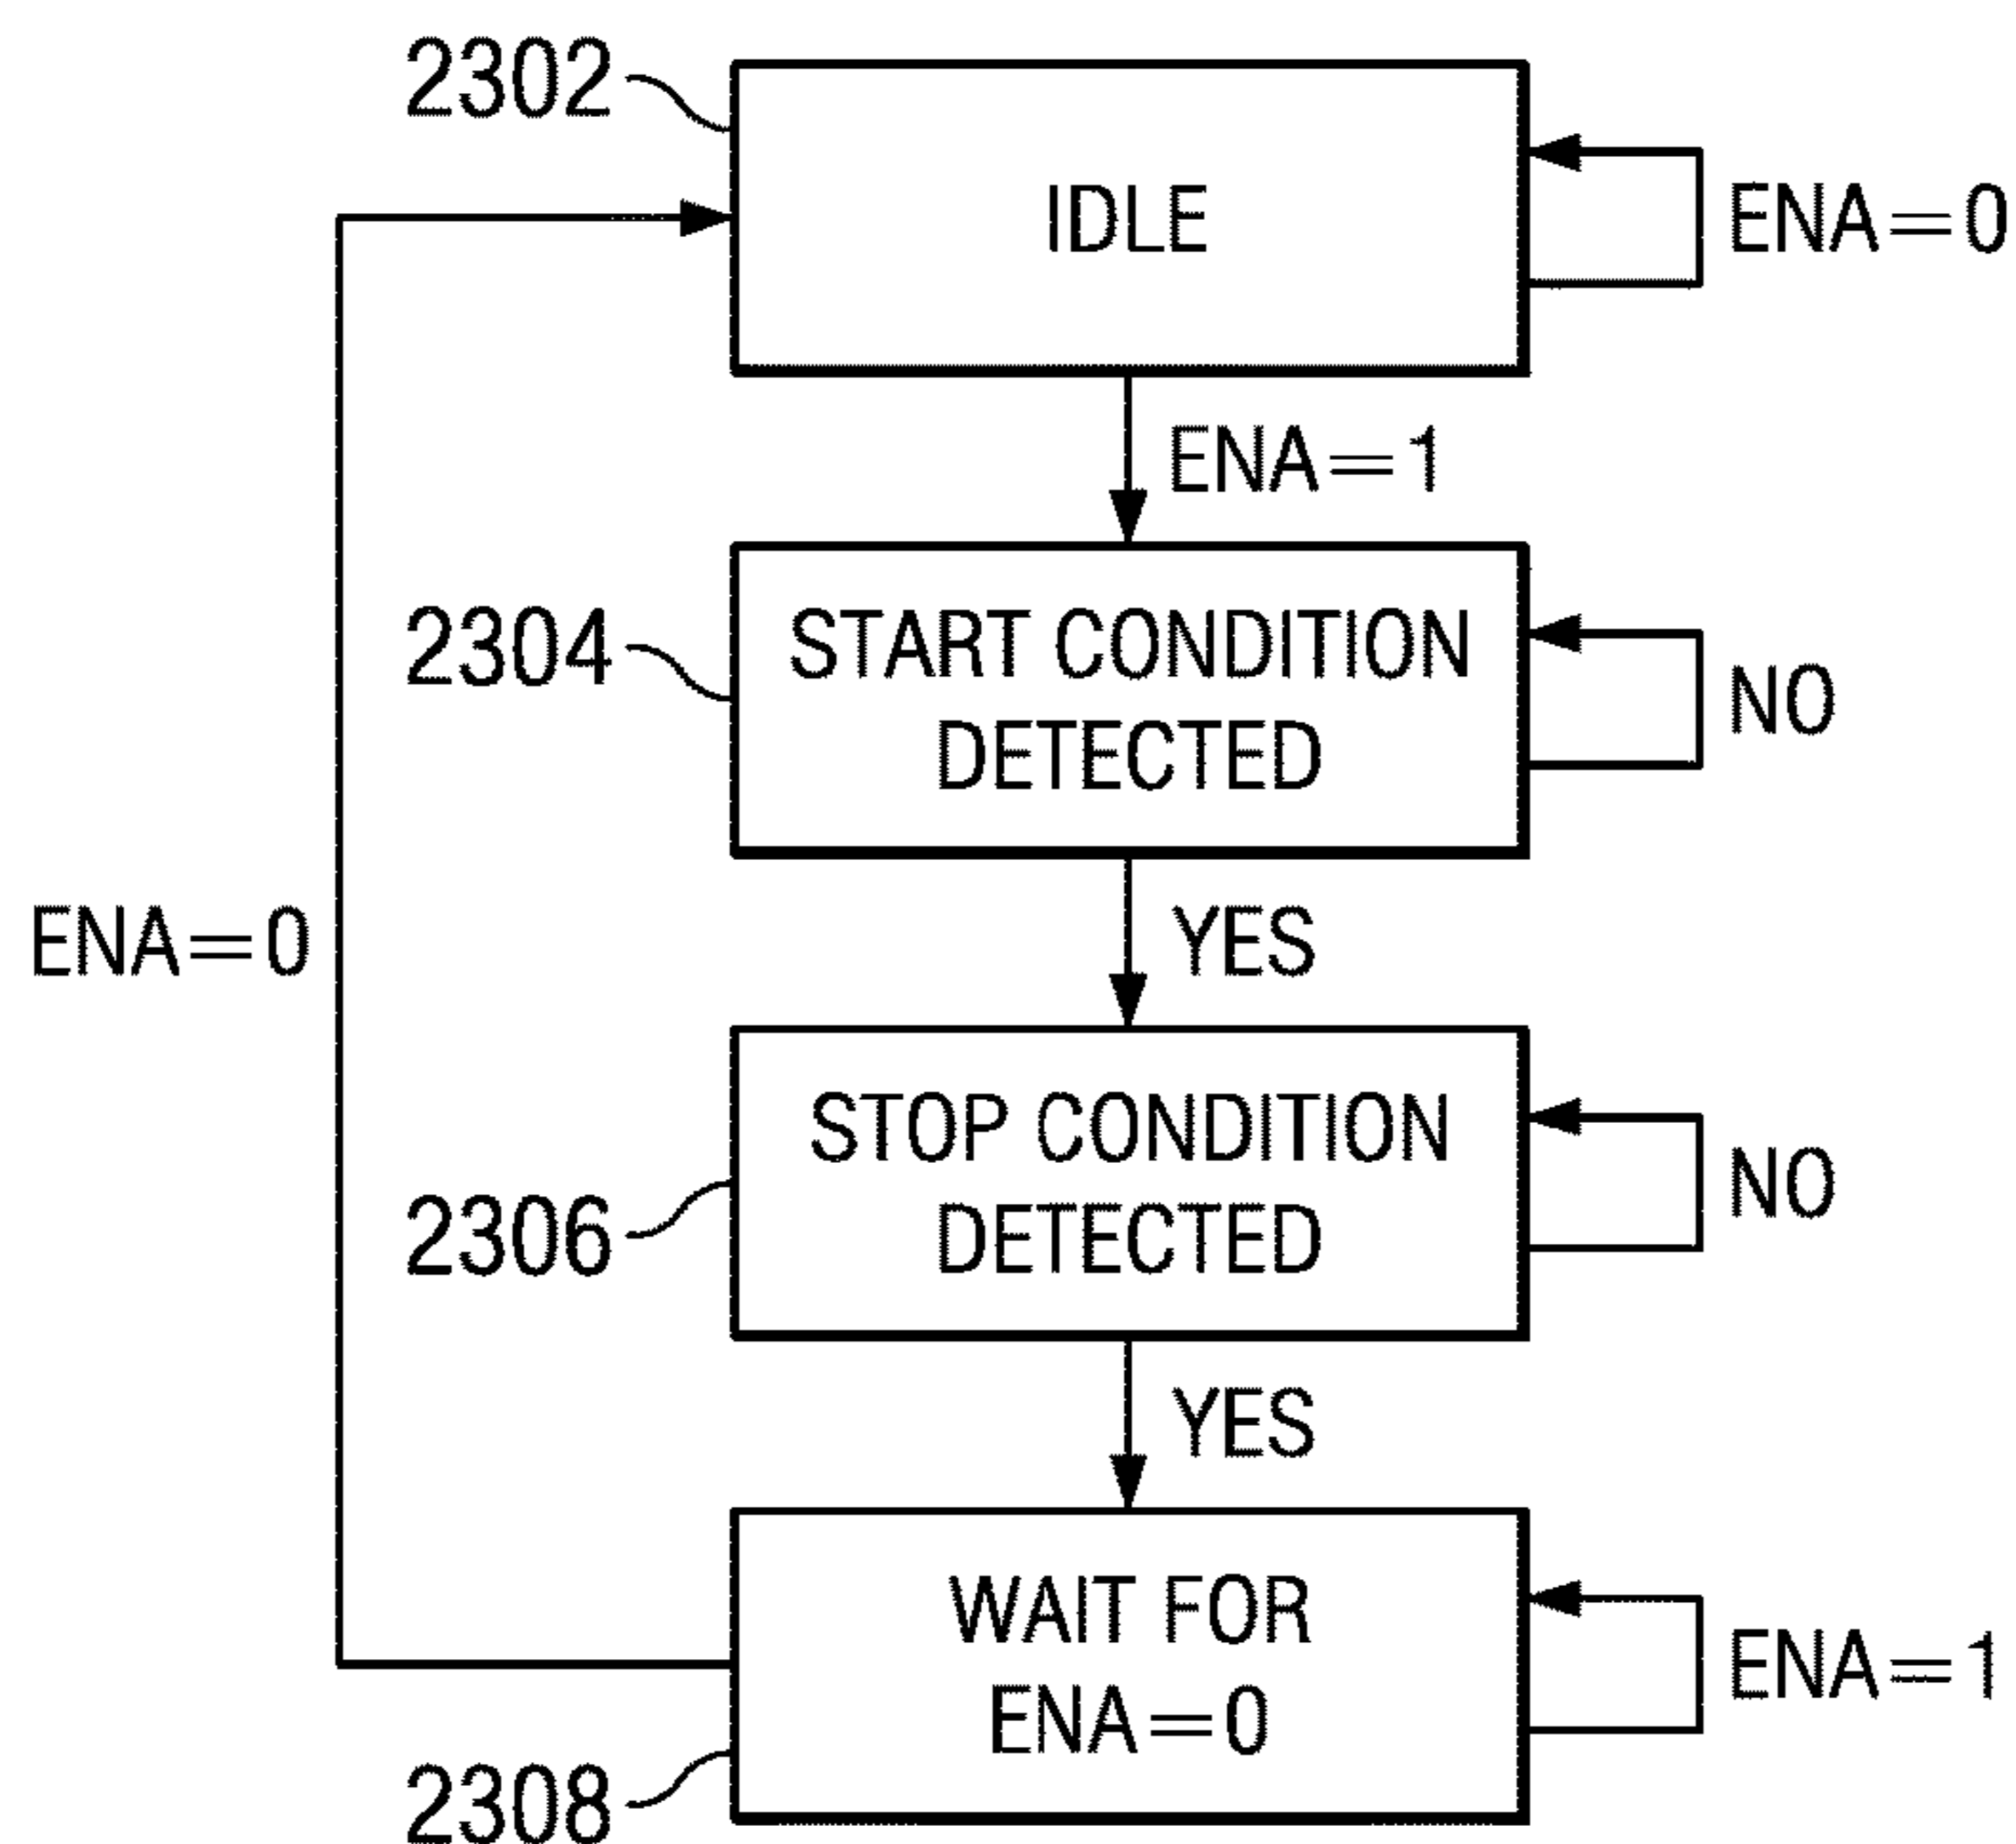 2302
IDLE
ENA=0
ENA=1
2304
START CONDITION
DETECTED
NO
ENA=0
YES
2306
STOP CONDITION
DETECTED
NO
YES
2308
WAIT FOR
ENA=0
ENA=1